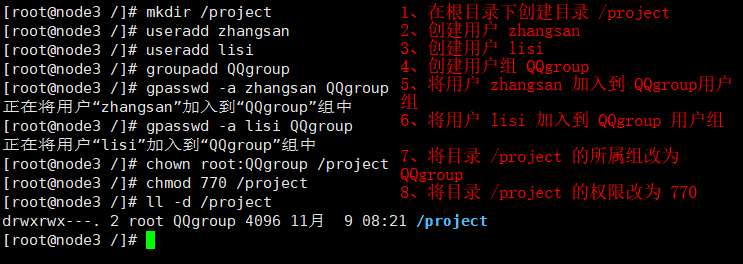 [root@node3 /]# mkdir /project
[root@node3 /]# useradd zhangsan
[root@node3 /]# useradd lisi
[root@node3 /]# groupadd QQgroup
[root@node3 /]# gpasswd -a zhangsan QQgroup
正在将用户“zhangsan”加入到“QQgroup”组中
[root@node3 /]# gpasswd -a lisi QQgroup
正在将用户“lisi”加入到“QQgroup”组中
[root@node3 /]# chown root:QQgroup /project
[root@node3 /]# chmod 770 /project
[root@node3 /]# ll -d /project
drwxrwx---. 2 root QQgroup 4096 11月  9 08:21 /project
[root@node3 /]#
1、在根目录下创建目录 /project
2、创建用户 zhangsan
3、创建用户 lisi
4、创建用户组 QQgroup
5、将用户 zhangsan 加入到 QQgroup用户
组
6、将用户 lisi 加入到 QQgroup 用户组
7、将目录 /project 的所属组改为
QQgroup
8、将目录 /project 的权限改为 770